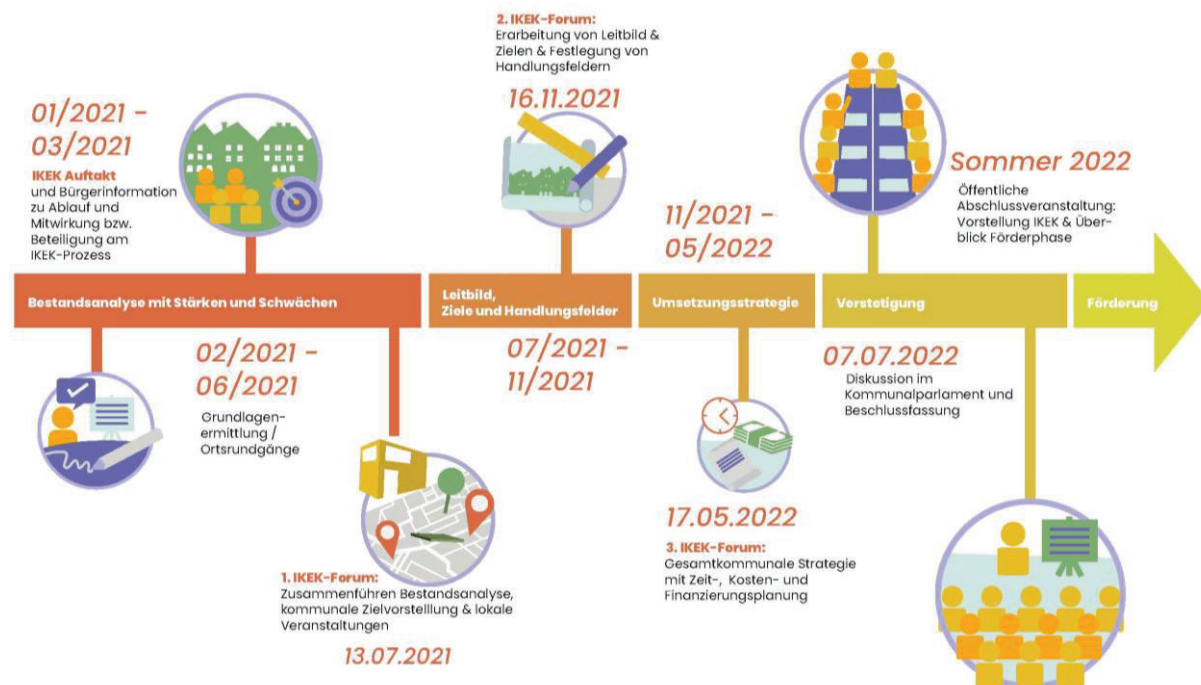 2. IKEK-Forum:
Erarbeitung von Leitbild &
Zielen & Festlegung von
Handlungsfeldern
16.11.2021
01/2021 -
03/2021
IKEK Auftakt
und Bürgerinformation
zu Ablauf und
Mitwirkung bzw.
Beteiligung am
IKEK-Prozess
11/2021 -
05/2022
Sommer 2022
Öffentliche
Abschlussveranstaltung:
Vorstellung IKEK & Über-
blick Förderphase
Bestandsanalyse mit Stärken und Schwächen
Leitbild,
Ziele und Handlungsfelder
Umsetzungsstrategie
Verstetigung
Förderung
02/2021 -
06/2021
Grundlagen-
ermittlung /
Ortsrundgänge
07/2021 -
11/2021
07.07.2022
Diskussion im
Kommunalparlament und
Beschlussfassung
1. IKEK-Forum:
Zusammenführen Bestandsanalyse,
kommunale Zielvorstelllung & lokale
Veranstaltungen
13.07.2021
17.05.2022
3. IKEK-Forum:
Gesamtkommunale Strategie
mit Zeit-, Kosten- und
Finanzierungsplanung